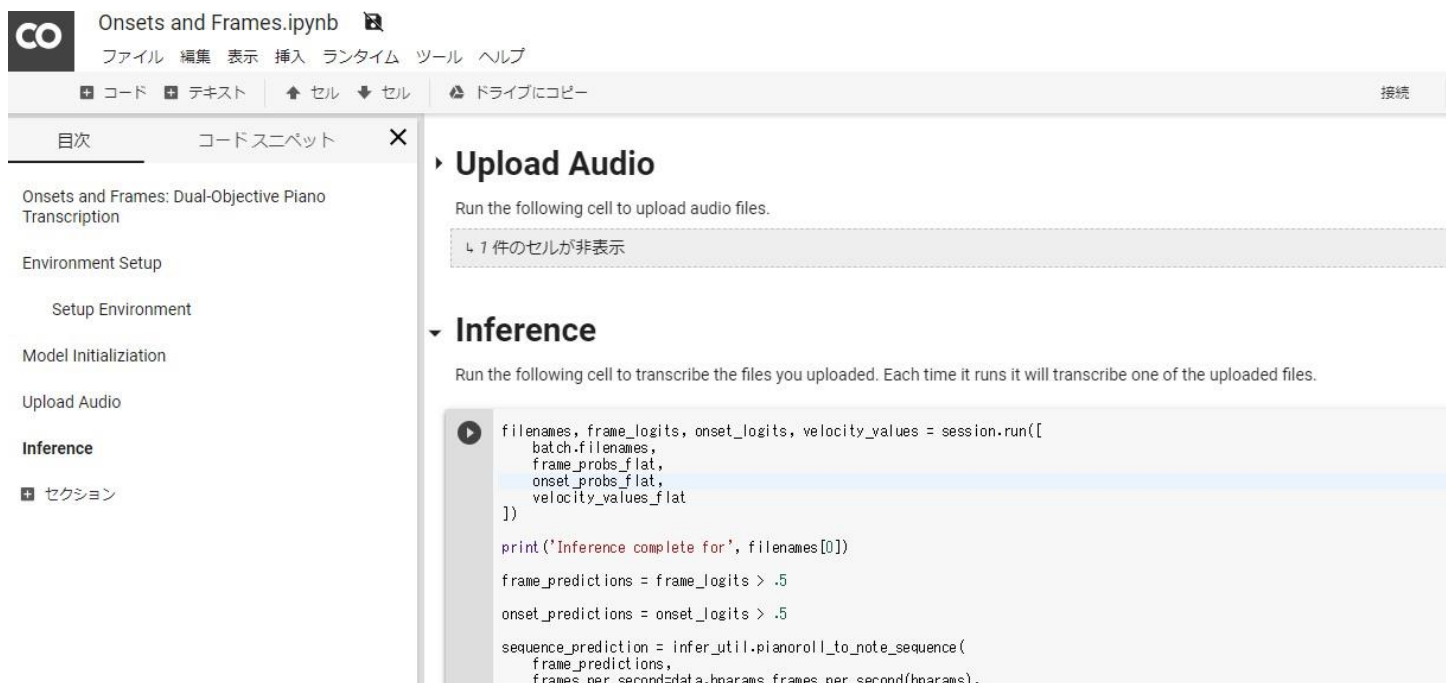 CO
Onsets and Frames.ipynb
ファイル 編集 表示 挿入 ランタイム ツール ヘルプ
コード テキスト セル セル ドライブにコピー 接続
目次 コード スニペット
Onsets and Frames: Dual-Objective Piano
Transcription
Environment Setup
Setup Environment
Model Initializiation
Upload Audio
Inference
セクション
Upload Audio
Run the following cell to upload audio files.
↳ 1 件のセルが非表示
Inference
Run the following cell to transcribe the files you uploaded. Each time it runs it will transcribe one of the uploaded files.
filenames, frame_logits, onset_logits, velocity_values = session.run([
batch.filenames,
frame_probs_flat,
onset_probs_flat,
velocity_values_flat
])
print('Inference complete for', filenames[0])
frame_predictions = frame_logits > .5
onset_predictions = onset_logits > .5
sequence_prediction = infer_util.pianoroll_to_note_sequence(
frame_predictions,
frames_per_second=data.hparams_frames_per_second(hparams),